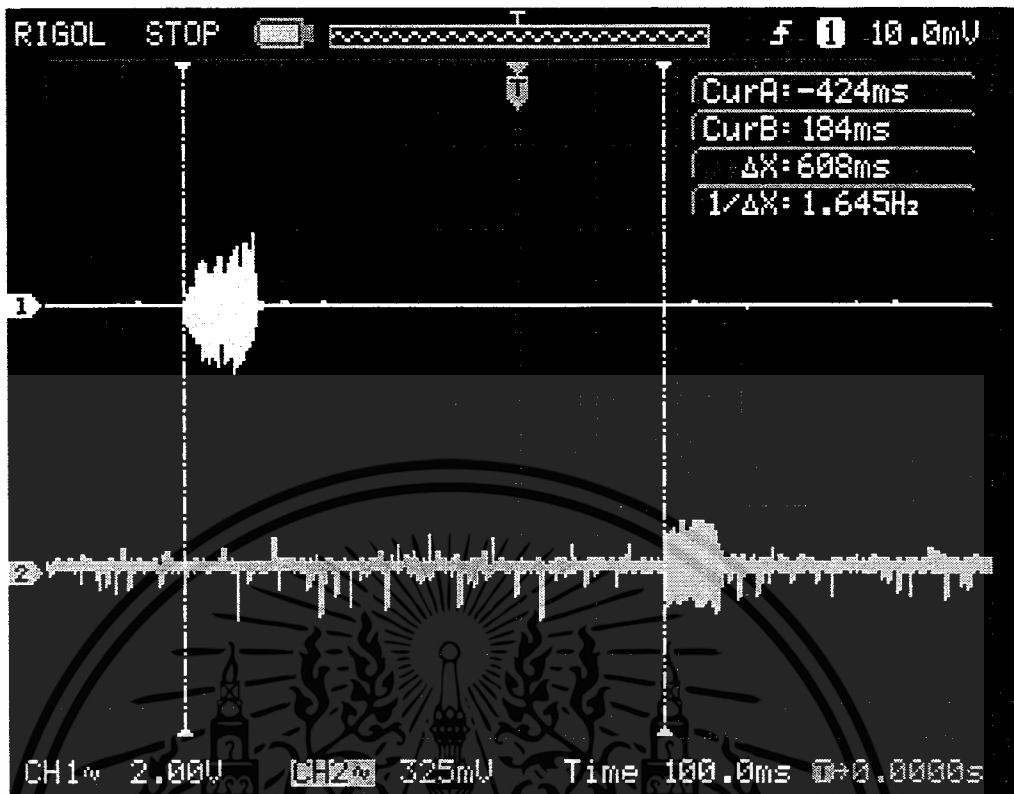 RIGOL STOP T 1 10.0mV
T
CurA:-424ms
CurB: 184ms
ΔX: 608ms
1/ΔX: 1.645Hz
1
2
CH1~ 2.00V CH2~ 325mV Time 100.0ms T→0.0000s